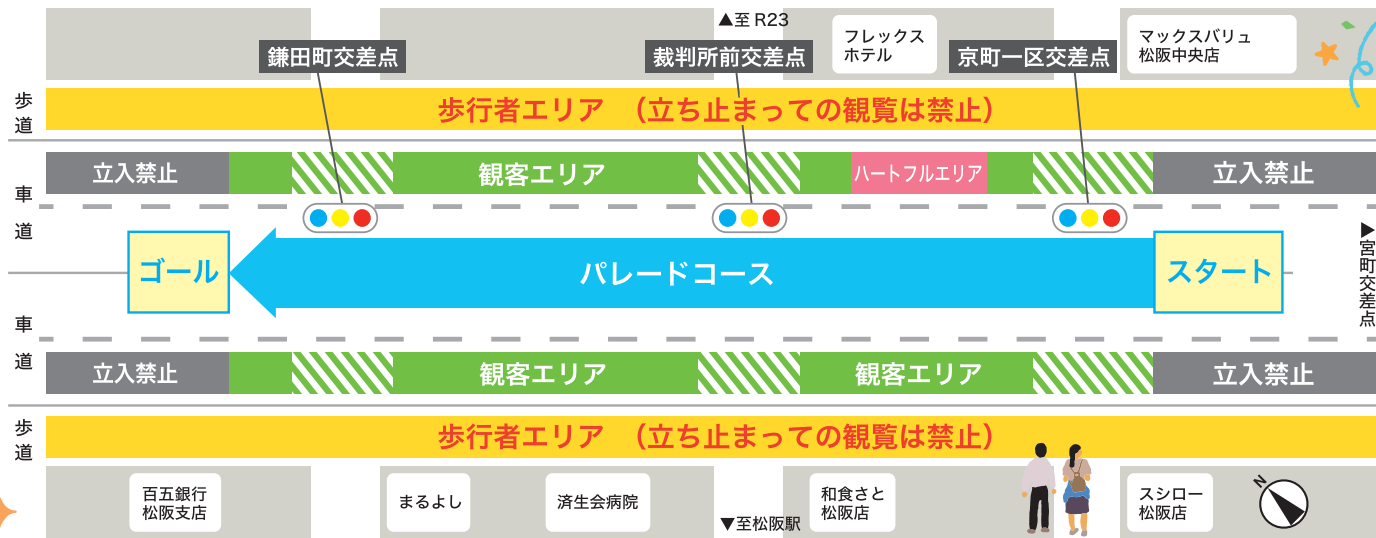 ▲至 R23
フレックス
ホテル
マックスバリュ
松阪中央店
鎌田町交差点
裁判所前交差点
京町一区交差点
歩道
歩行者エリア （立ち止まっての観覧は禁止）
車道
立入禁止
観客エリア
ハートフルエリア
立入禁止
ゴール
パレードコース
スタート
▶宮町交差点
車道
立入禁止
観客エリア
観客エリア
立入禁止
歩道
歩行者エリア （立ち止まっての観覧は禁止）
百五銀行
松阪支店
まるよし
済生会病院
▼至松阪駅
和食さと
松阪店
スシロー
松阪店
N